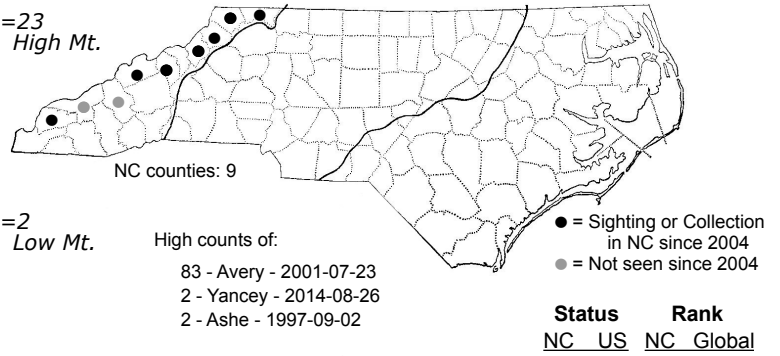 =23
High Mt.
NC counties: 9
=2
Low Mt.
High counts of:
83 - Avery - 2001-07-23
2 - Yancey - 2014-08-26
2 - Ashe - 1997-09-02
● = Sighting or Collection
in NC since 2004
● = Not seen since 2004
Status Rank
NC US NC Global